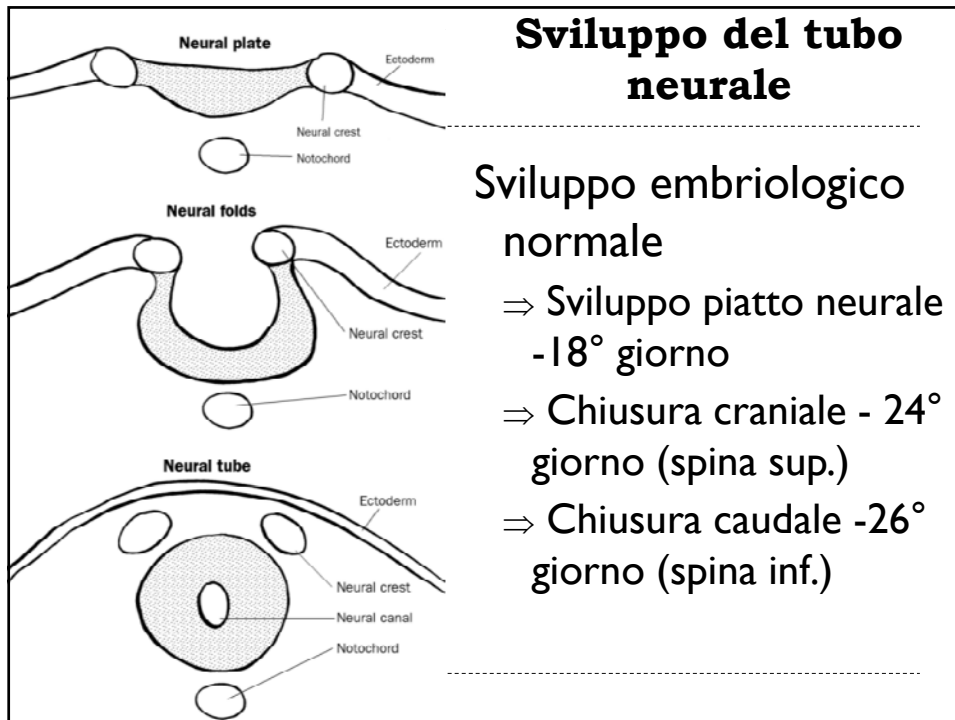 Neural plate
Ectoderm
Neural crest
Notochord
Neural folds
Ectoderm
Neural crest
Notochord
Neural tube
Ectoderm
Neural crest
Neural canal
Notochord
Sviluppo del tubo
neurale
Sviluppo embriologico
normale
⇒ Sviluppo piatto neurale
-18° giorno
⇒ Chiusura craniale - 24°
giorno (spina sup.)
⇒ Chiusura caudale -26°
giorno (spina inf.)